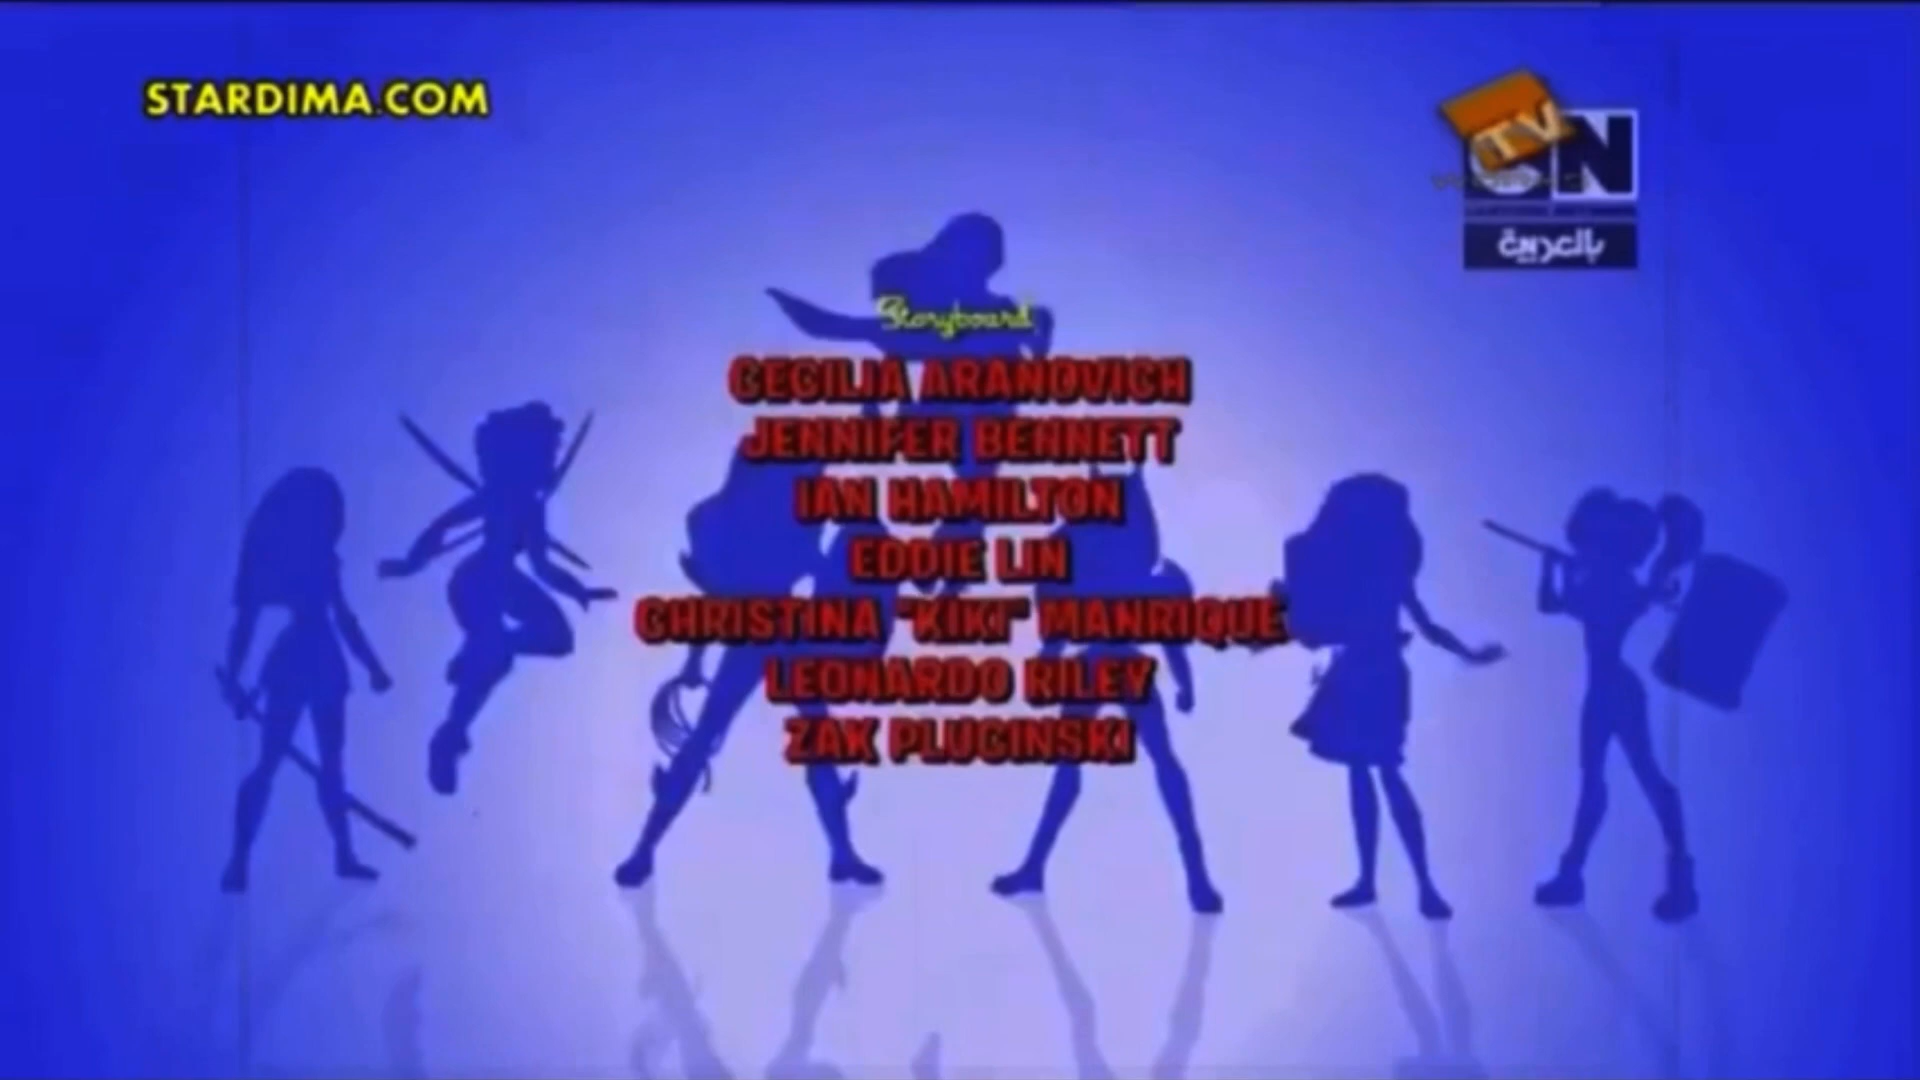 STARDIMA.COM
TV
CN
بالعربية
Storyboard
CECILIA ARANOVICH
JENNIFER BENNETT
IAN HAMILTON
EDDIE LIN
CHRISTINA "KIKI" MANRIQUE
LEONARDO RILEY
ZAK PLUCINSKI